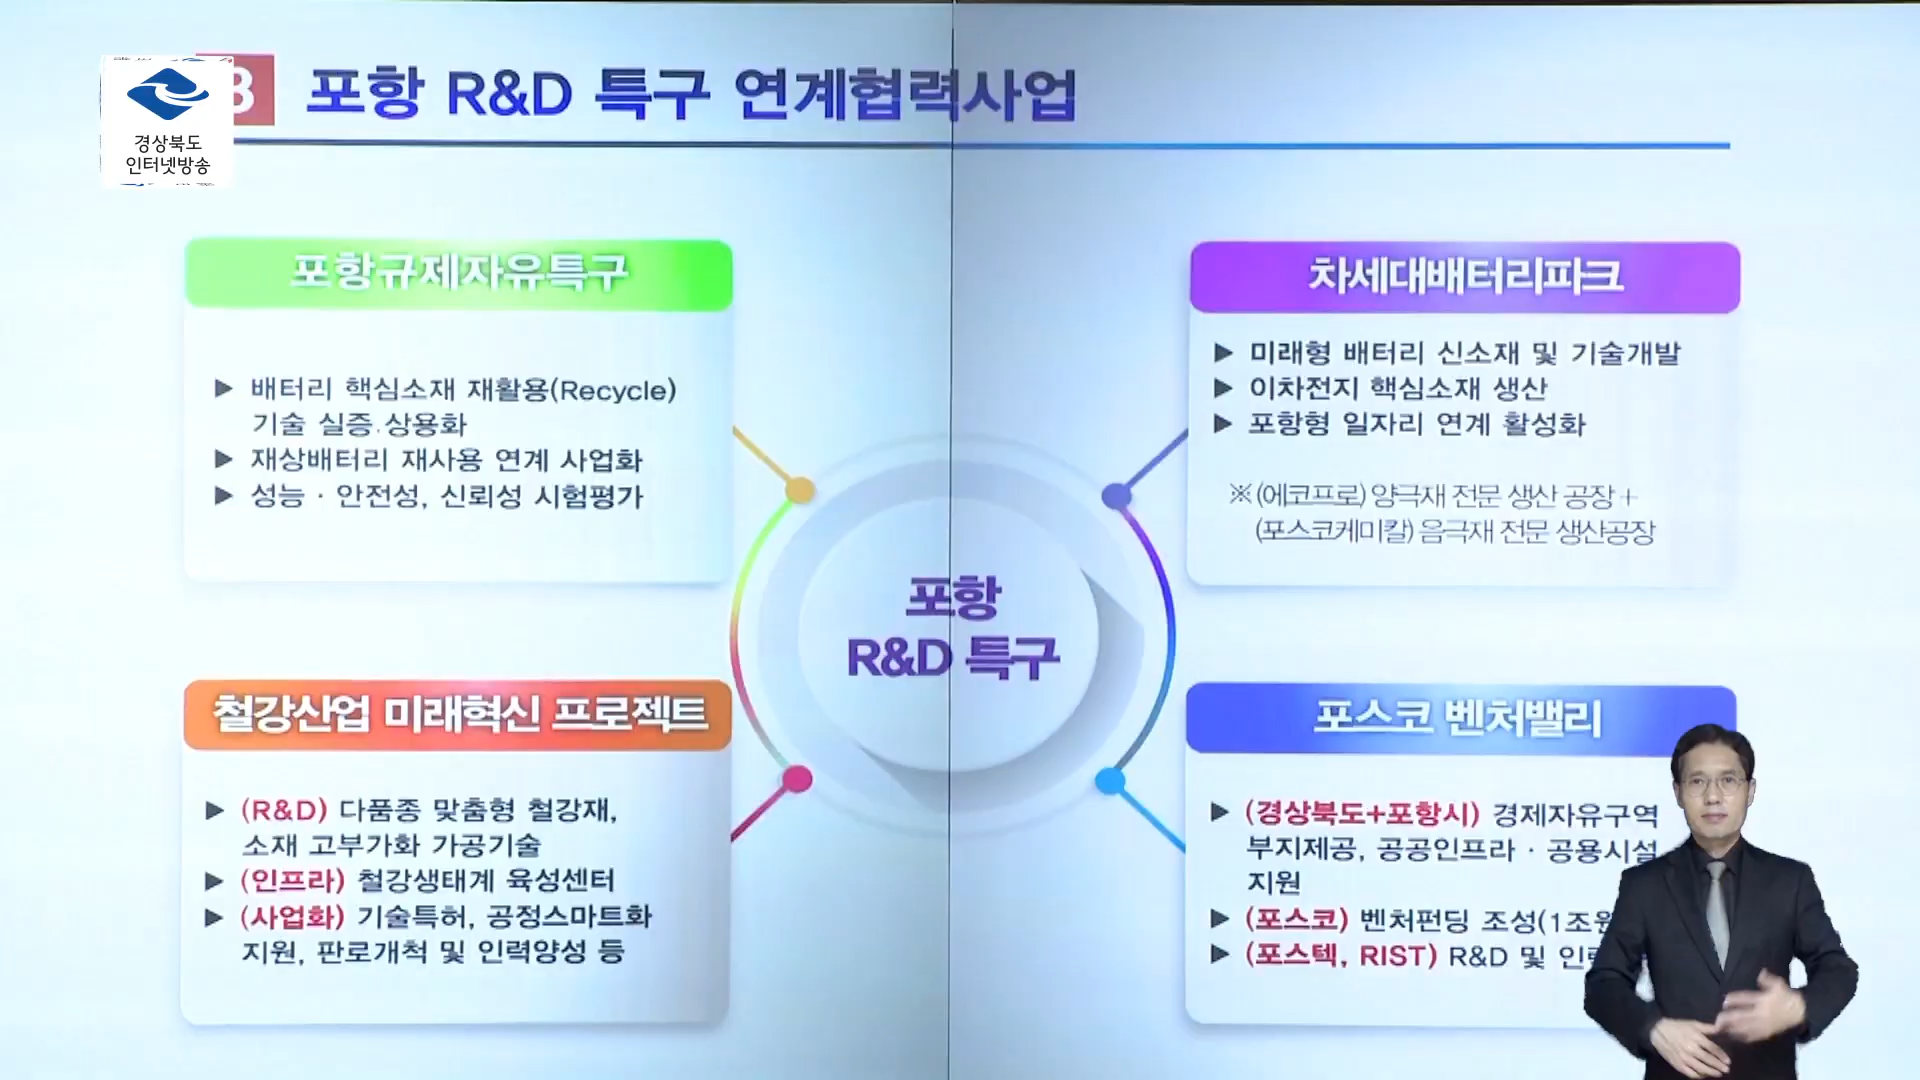 3 포항 R&D 특구 연계협력사업
경상북도
인터넷방송
포항규제자유특구
▶ 배터리 핵심소재 재활용(Recycle)
기술 실증.상용화
▶ 재상배터리 재사용 연계 사업화
▶ 성능 · 안전성, 신뢰성 시험평가
차세대배터리파크
▶ 미래형 배터리 신소재 및 기술개발
▶ 이차전지 핵심소재 생산
▶ 포항형 일자리 연계 활성화
※ (에코프로) 양극재 전문 생산 공장 +
(포스코케미칼) 음극재 전문 생산공장
포항
R&D 특구
철강산업 미래혁신 프로젝트
▶ (R&D) 다품종 맞춤형 철강재,
소재 고부가화 가공기술
▶ (인프라) 철강생태계 육성센터
▶ (사업화) 기술특허, 공정스마트화
지원, 판로개척 및 인력양성 등
포스코 벤처밸리
▶ (경상북도+포항시) 경제자유구역
부지제공, 공공인프라 · 공용시설
지원
▶ (포스코) 벤처펀딩 조성(1조원
▶ (포스텍, RIST) R&D 및